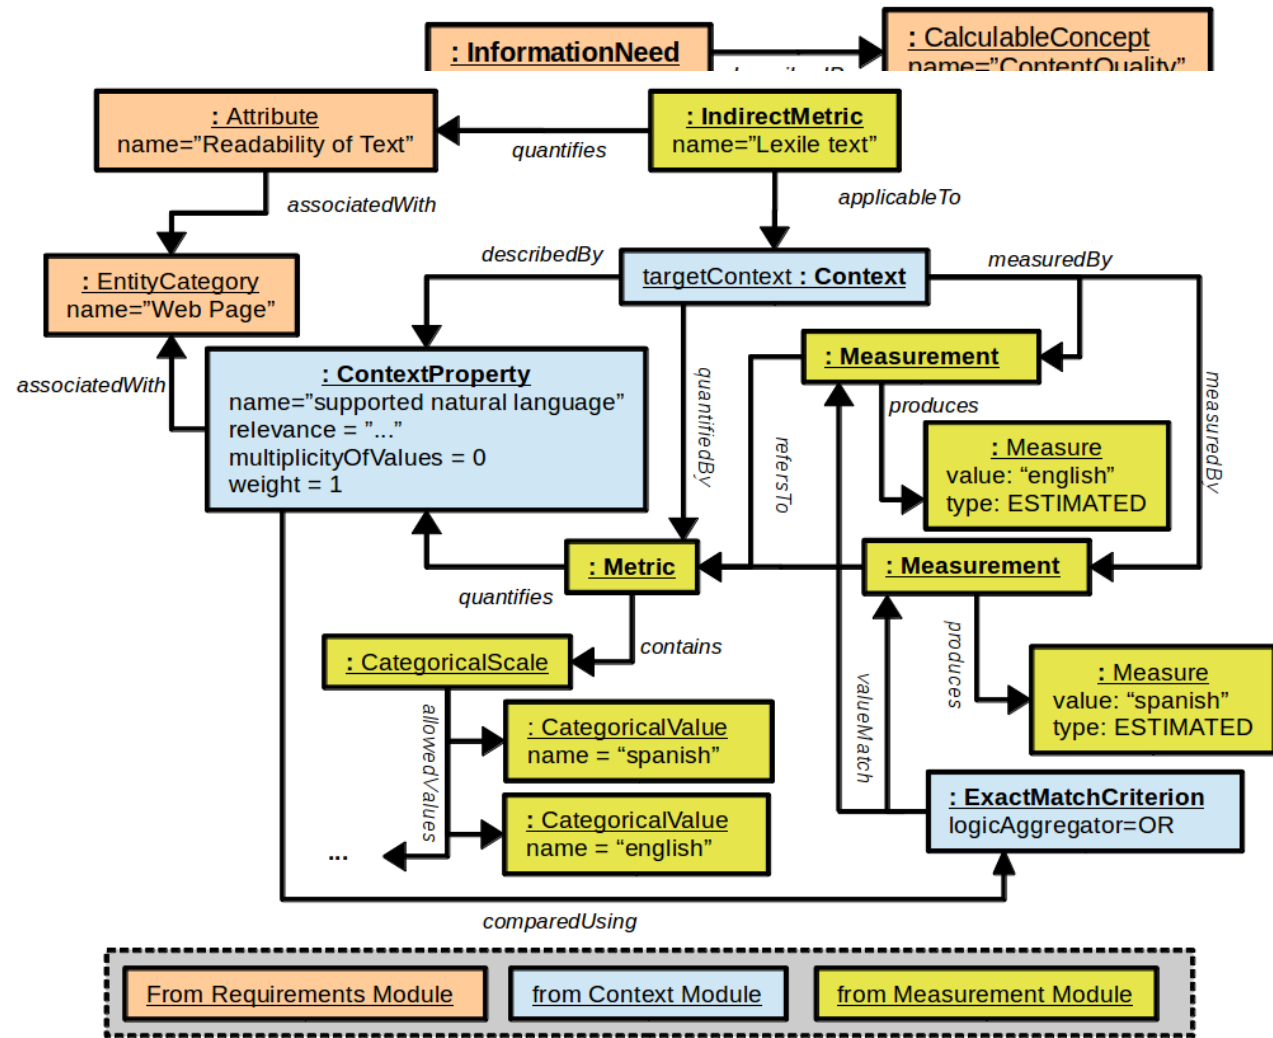 : InformationNeed
: CalculableConcept
name="ContentQuality"
: Attribute
name="Readability of Text"
quantifies
: IndirectMetric
name="Lexile text"
associatedWith
applicableTo
: EntityCategory
name="Web Page"
describedBy
targetContext : Context
measuredBy
associatedWith
: ContextProperty
name="supported natural language"
relevance = "..."
multiplicityOfValues = 0
weight = 1
quantifiedBy
: Measurement
measuredBy
produces
refersTo
: Measure
value: "english"
type: ESTIMATED
: Metric
: Measurement
quantifies
contains
produces
: CategoricalScale
: Measure
value: "spanish"
type: ESTIMATED
allowedValues
: CategoricalValue
name = "spanish"
valueMatch
: CategoricalValue
name = "english"
: ExactMatchCriterion
logicAggregator=OR
...
comparedUsing
From Requirements Module
from Context Module
from Measurement Module